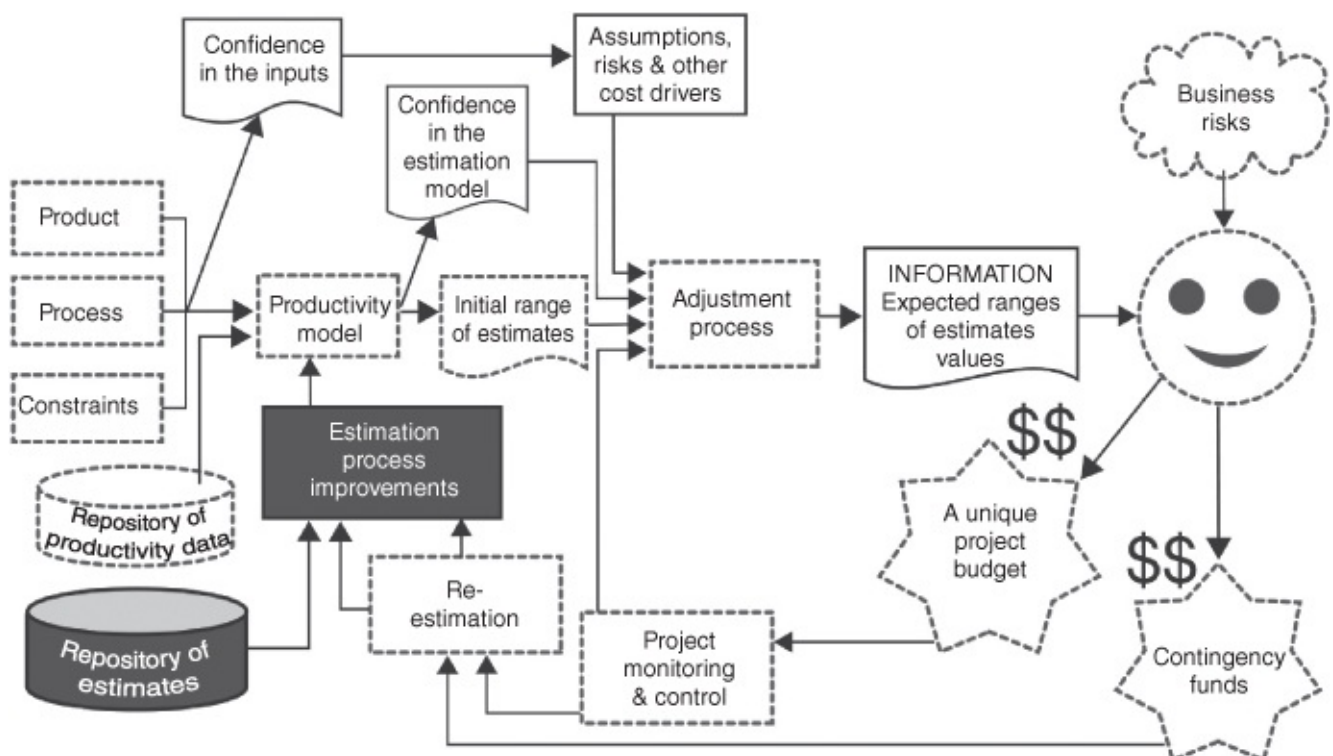 Confidence
in the inputs
Assumptions,
risks & other
cost drivers
Confidence
in the
estimation
model
Business
risks
Product
Process
Constraints
Productivity
model
Initial range
of estimates
Adjustment
process
INFORMATION
Expected ranges
of estimates
values
Estimation
process
improvements
Repository of
productivity data
Repository of
estimates
Re-
estimation
Project
monitoring
& control
$$
A unique
project
budget
$$
Contingency
funds